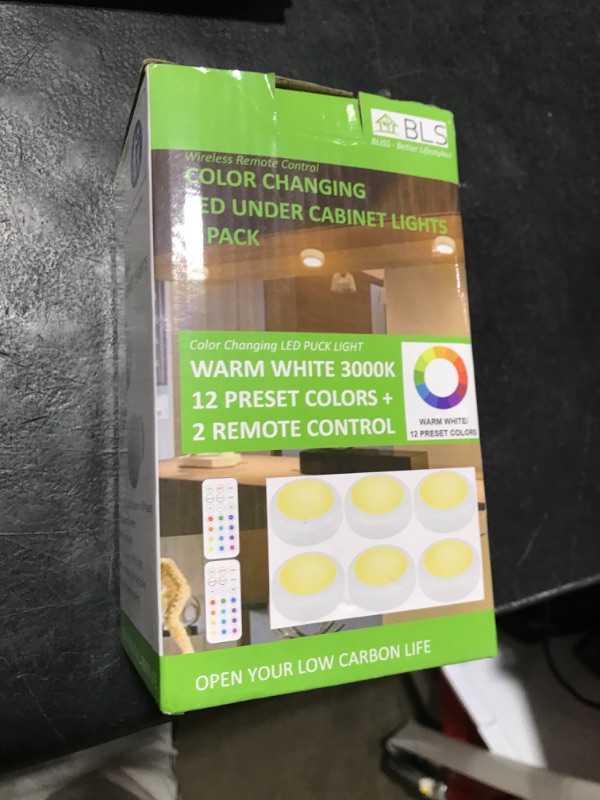 BLS
BLISS - Better Lifestyles!
Wireless Remote Control
COLOR CHANGING
LED UNDER CABINET LIGHTS
PACK
Color Changing LED PUCK LIGHT
WARM WHITE 3000K
12 PRESET COLORS +
2 REMOTE CONTROL
WARM WHITE/
12 PRESET COLORS
OPEN YOUR LOW CARBON LIFE